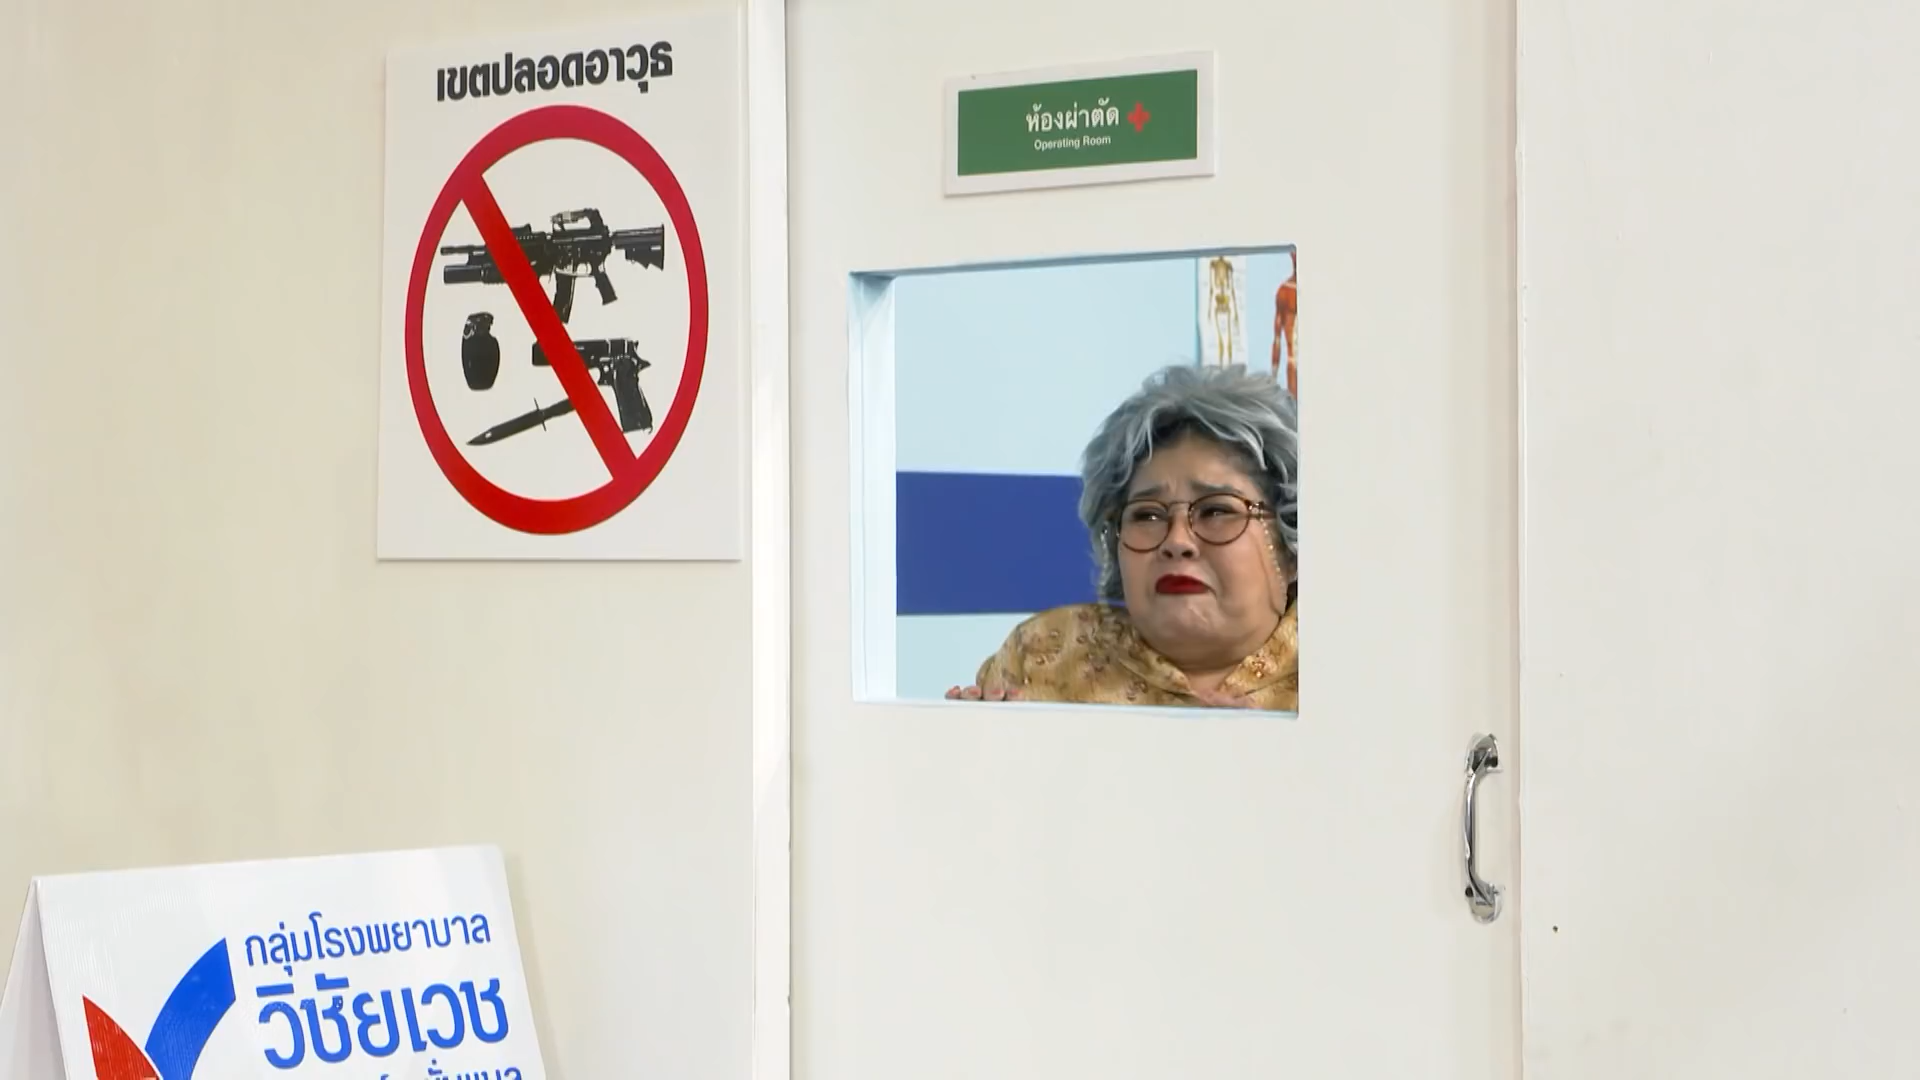 เขตปลอดอาวุธ
ห้องผ่าตัด
Operating Room
กลุ่มโรงพยาบาล
วิชัยเวช